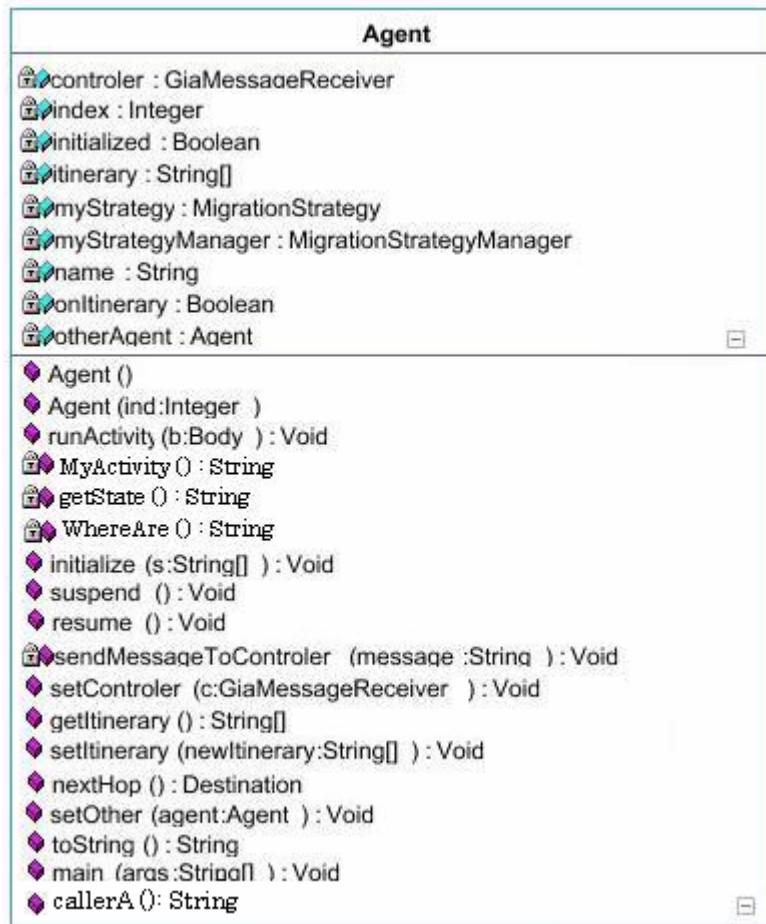 Agent
controler : GiaMessageReceiver
index : Integer
initialized : Boolean
itinerary : String[]
myStrategy : MigrationStrategy
myStrategyManager : MigrationStrategyManager
name : String
onItinerary : Boolean
otherAgent : Agent
Agent ()
Agent (ind:Integer )
runActivity (b:Body ) : Void
MyActivity () : String
getState () : String
WhereAre () : String
initialize (s:String[] ) : Void
suspend () : Void
resume () : Void
sendMessageToControler (message :String ) : Void
setControler (c:GiaMessageReceiver ) : Void
getItinerary () : String[]
setItinerary (newItinerary:String[] ) : Void
nextHop () : Destination
setOther (agent:Agent ) : Void
toString () : String
main (args:String[] ) : Void
callerA (): String